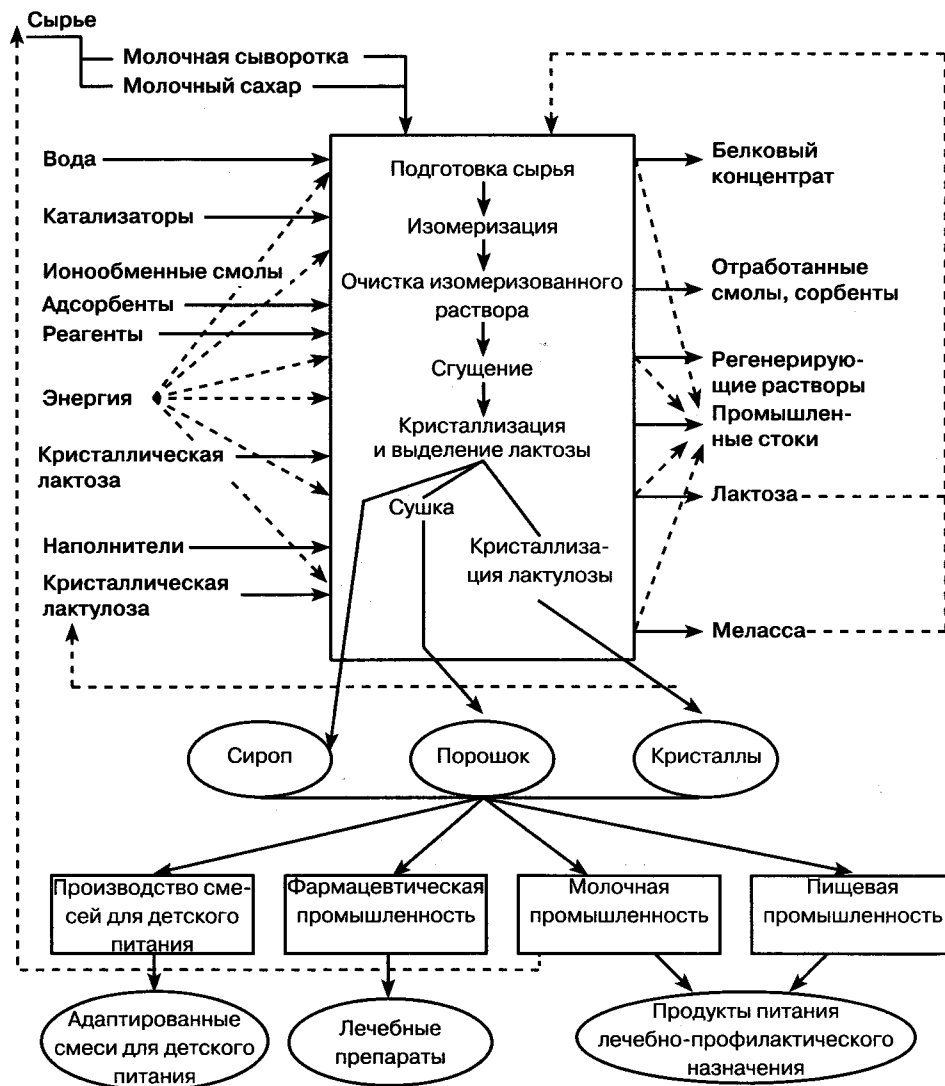 Сырье
Молочная сыворотка
Молочный сахар
Вода
Катализаторы
Ионообменные смолы
Адсорбенты
Реагенты
Энергия
Кристаллическая
лактоза
Наполнители
Кристаллическая
лактулоза
Подготовка сырья
Изомеризация
Очистка изомеризованного
раствора
Сгущение
Кристаллизация
и выделение лактозы
Сушка
Кристаллиза-
ция лактулозы
Белковый
концентрат
Отработанные
смолы, сорбенты
Регенерирую-
щие растворы
Промышлен-
ные стоки
Лактоза
Меласса
Сироп
Порошок
Кристаллы
Производство сме-
сей для детского
питания
Фармацевтическая
промышленность
Молочная
промышленность
Пищевая
промышленность
Адаптированные
смеси для детского
питания
Лечебные
препараты
Продукты питания
лечебно-профилактического
назначения